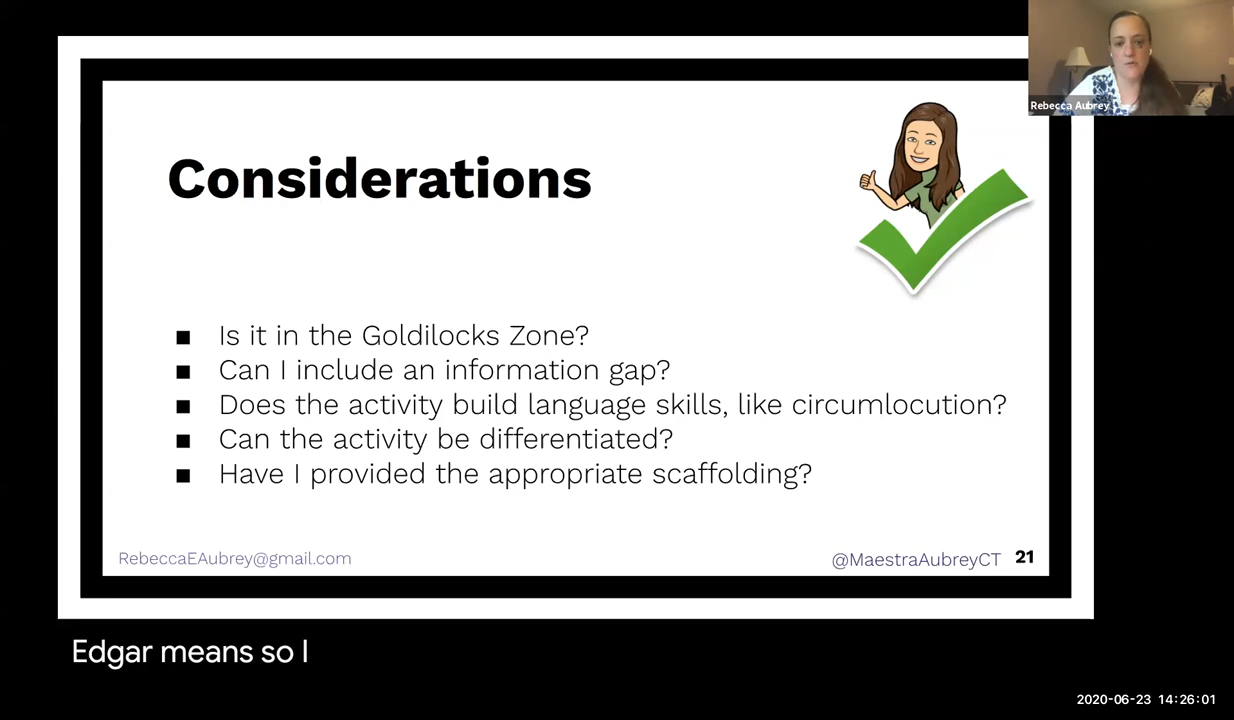 Rebecca Aubrey
Considerations
Is it in the Goldilocks Zone?
Can I include an information gap?
Does the activity build language skills, like circumlocution?
Can the activity be differentiated?
Have I provided the appropriate scaffolding?
RebeccaEAubrey@gmail.com
@MaestraAubreyCT 21
Edgar means so I
2020-06-23 14:26:01